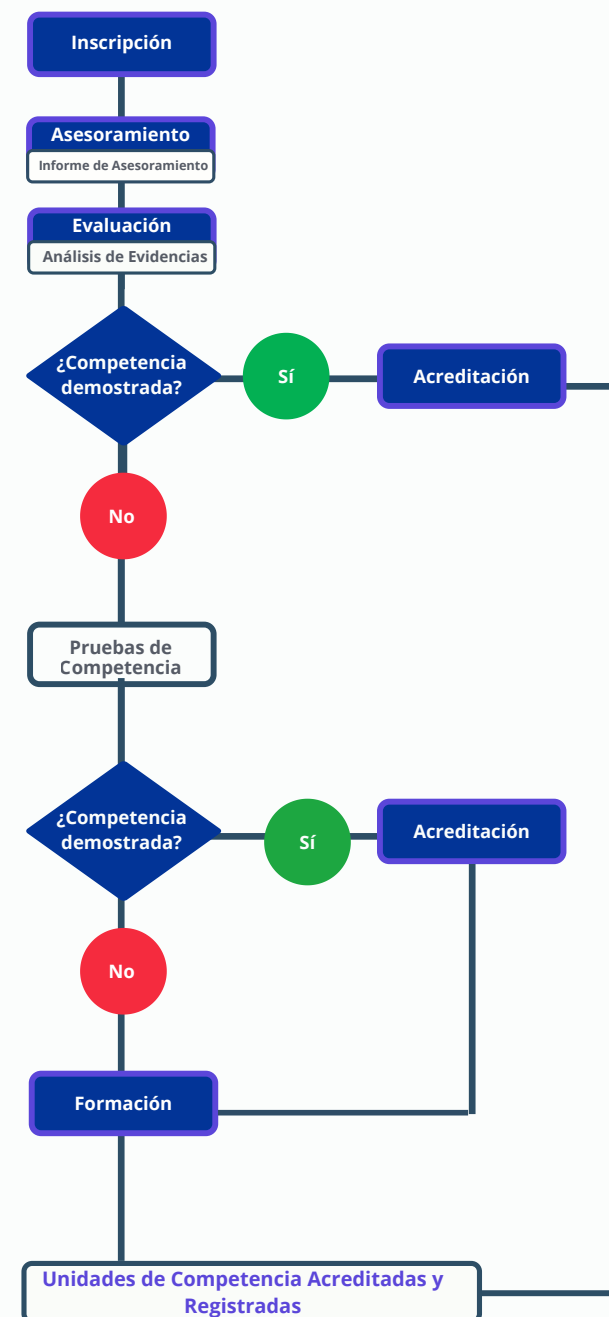 Inscripción
Asesoramiento
Informe de Asesoramiento
Evaluación
Análisis de Evidencias
¿Competencia
demostrada?
Sí
Acreditación
No
Pruebas de
Competencia
¿Competencia
demostrada?
Sí
Acreditación
No
Formación
Unidades de Competencia Acreditadas y
Registradas